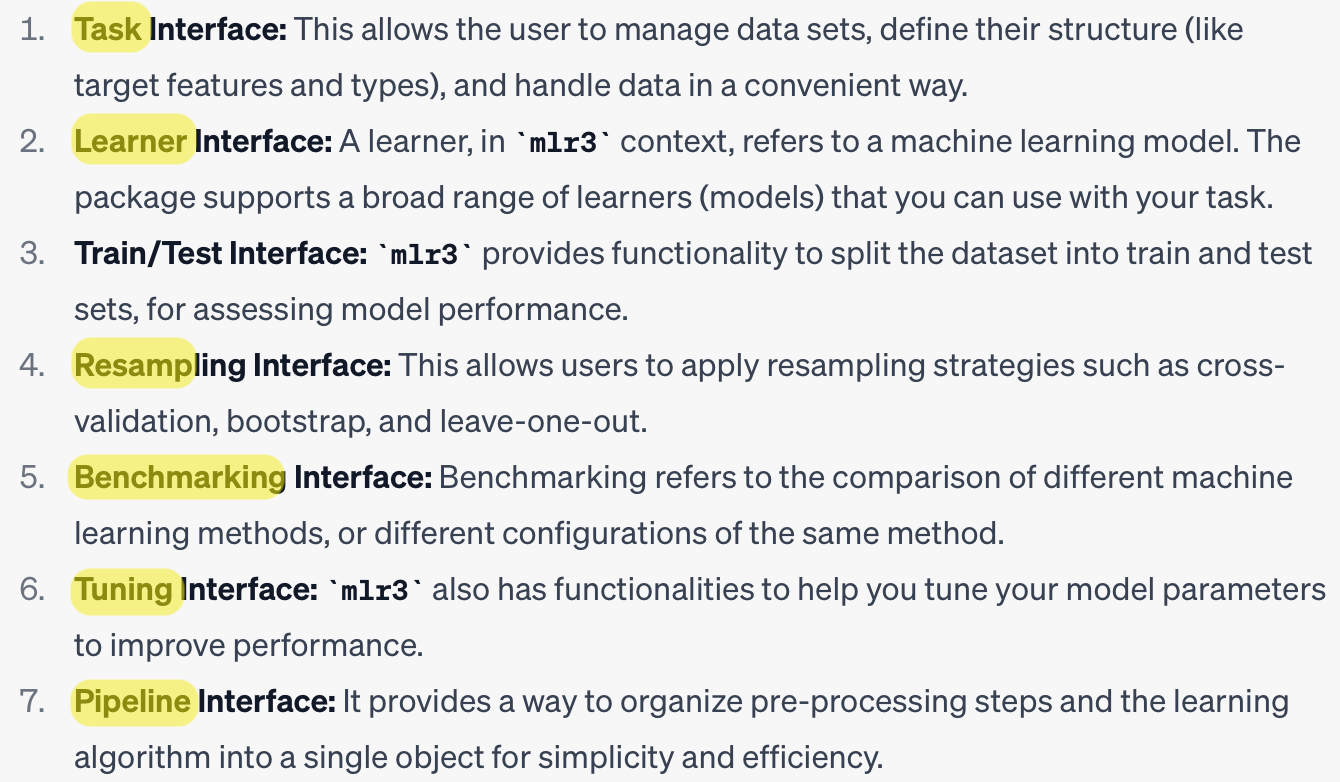 1. Task Interface: This allows the user to manage data sets, define their structure (like
target features and types), and handle data in a convenient way.
2. Learner Interface: A learner, in `mlr3` context, refers to a machine learning model. The
package supports a broad range of learners (models) that you can use with your task.
3. Train/Test Interface: `mlr3` provides functionality to split the dataset into train and test
sets, for assessing model performance.
4. Resampling Interface: This allows users to apply resampling strategies such as cross-
validation, bootstrap, and leave-one-out.
5. Benchmarking Interface: Benchmarking refers to the comparison of different machine
learning methods, or different configurations of the same method.
6. Tuning Interface: `mlr3` also has functionalities to help you tune your model parameters
to improve performance.
7. Pipeline Interface: It provides a way to organize pre-processing steps and the learning
algorithm into a single object for simplicity and efficiency.